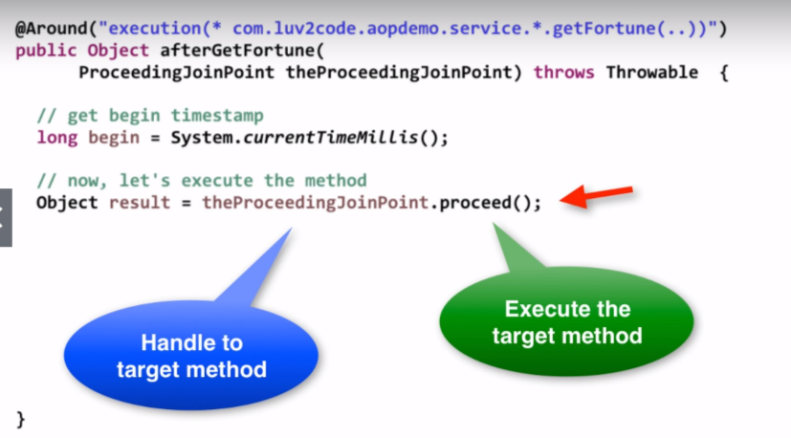 @Around("execution(* com.luv2code.aopdemo.service.*.getFortune(..))")
public Object afterGetFortune(
ProceedingJoinPoint theProceedingJoinPoint) throws Throwable {
// get begin timestamp
long begin = System.currentTimeMillis();
// now, let's execute the method
Object result = theProceedingJoinPoint.proceed();
Handle to
target method
Execute the
target method
}